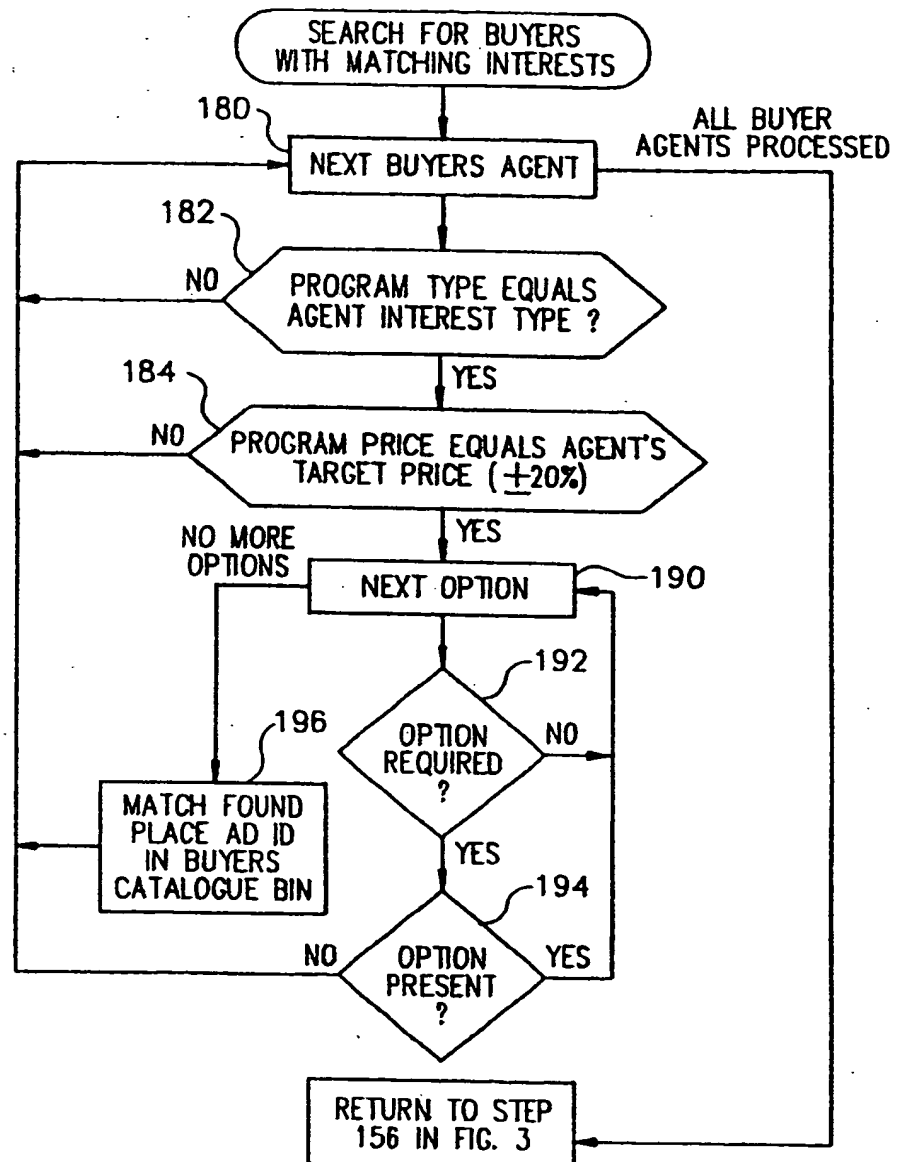 SEARCH FOR BUYERS
WITH MATCHING INTERESTS
180
ALL BUYER
AGENTS PROCESSED
NEXT BUYERS AGENT
182
NO
PROGRAM TYPE EQUALS
AGENT INTEREST TYPE ?
YES
184
NO
PROGRAM PRICE EQUALS AGENT'S
TARGET PRICE (±20%)
YES
NO MORE
OPTIONS
NEXT OPTION
190
192
OPTION
REQUIRED
?
NO
196
MATCH FOUND
PLACE AD ID
IN BUYERS
CATALOGUE BIN
YES
194
NO
OPTION
PRESENT
?
YES
RETURN TO STEP
156 IN FIG. 3